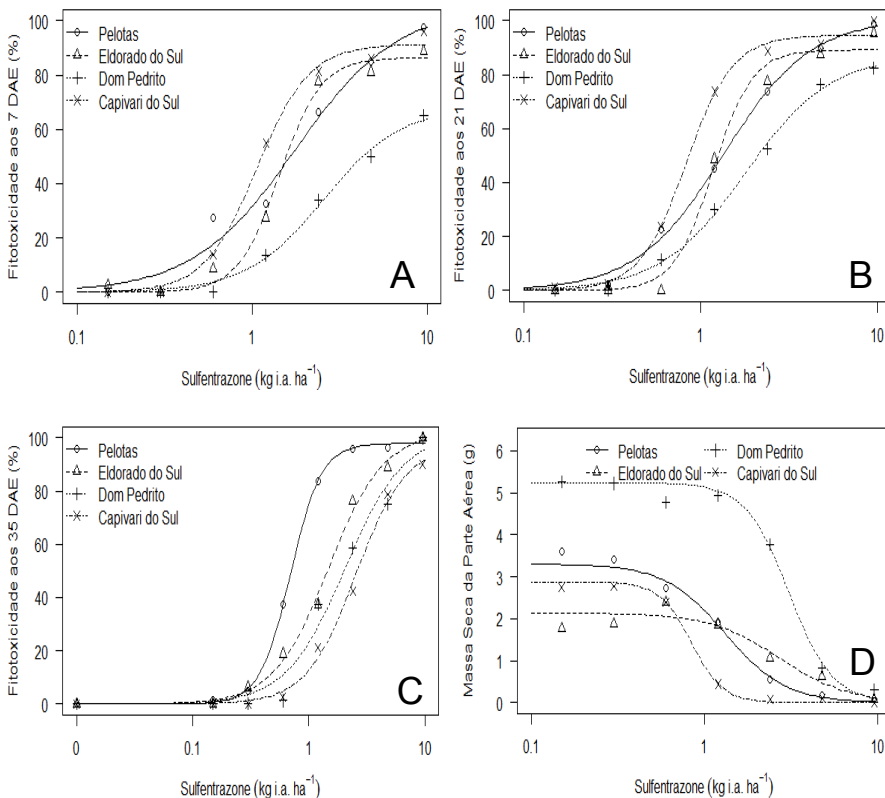 Fitotoxicidade aos 7 DAE (%)
100
80
60
40
20
0
Pelotas
Eldorado do Sul
Dom Pedrito
Capivari do Sul
A
0.1 1 10
Sulfentrazone (kg i.a. ha⁻¹)
Fitotoxicidade aos 21 DAE (%)
100
80
60
40
20
0
Pelotas
Eldorado do Sul
Dom Pedrito
Capivari do Sul
B
0.1 1 10
Sulfentrazone (kg i.a. ha⁻¹)
Fitotoxicidade aos 35 DAE (%)
100
80
60
40
20
0
Pelotas
Eldorado do Sul
Dom Pedrito
Capivari do Sul
C
0 0.1 1 10
Sulfentrazone (kg i.a. ha⁻¹)
Massa Seca da Parte Aérea (g)
6
5
4
3
2
1
0
Pelotas Dom Pedrito
Eldorado do Sul Capivari do Sul
D
0.1 1 10
Sulfentrazone (kg i.a. ha⁻¹)